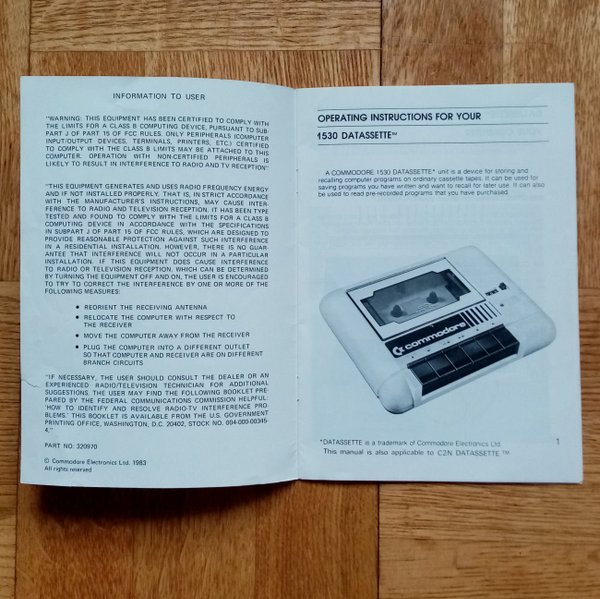 INFORMATION TO USER
"WARNING: THIS EQUIPMENT HAS BEEN CERTIFIED TO COMPLY WITH
THE LIMITS FOR A CLASS B COMPUTING DEVICE, PURSUANT TO SUB-
PART J OF PART 15 OF FCC RULES. ONLY PERIPHERALS (COMPUTER
INPUT/OUTPUT DEVICES, TERMINALS, PRINTERS, ETC.) CERTIFIED
TO COMPLY WITH THE CLASS B LIMITS MAY BE ATTACHED TO THIS
COMPUTER. OPERATION WITH NON-CERTIFIED PERIPHERALS IS
LIKELY TO RESULT IN INTERFERENCE TO RADIO AND TV RECEPTION"
"THIS EQUIPMENT GENERATES AND USES RADIO FREQUENCY ENERGY
AND IF NOT INSTALLED PROPERLY, THAT IS, IN STRICT ACCORDANCE
WITH THE MANUFACTURER'S INSTRUCTIONS, MAY CAUSE INTER-
FERENCE TO RADIO AND TELEVISION RECEPTION. IT HAS BEEN TYPE
TESTED AND FOUND TO COMPLY WITH THE LIMITS FOR A CLASS B
COMPUTING DEVICE IN ACCORDANCE WITH THE SPECIFICATIONS
IN SUBPART J OF PART 15 OF FCC RULES, WHICH ARE DESIGNED TO
PROVIDE REASONABLE PROTECTION AGAINST SUCH INTERFERENCE
IN A RESIDENTIAL INSTALLATION. HOWEVER, THERE IS NO GUAR-
ANTEE THAT INTERFERENCE WILL NOT OCCUR IN A PARTICULAR
INSTALLATION. IF THIS EQUIPMENT DOES CAUSE INTERFERENCE
TO RADIO OR TELEVISION RECEPTION, WHICH CAN BE DETERMINED
BY TURNING THE EQUIPMENT OFF AND ON, THE USER IS ENCOURAGED
TO TRY TO CORRECT THE INTERFERENCE BY ONE OR MORE OF THE
FOLLOWING MEASURES:
• REORIENT THE RECEIVING ANTENNA
• RELOCATE THE COMPUTER WITH RESPECT TO
THE RECEIVER
• MOVE THE COMPUTER AWAY FROM THE RECEIVER
• PLUG THE COMPUTER INTO A DIFFERENT OUTLET
SO THAT COMPUTER AND RECEIVER ARE ON DIFFERENT
BRANCH CIRCUITS
"IF NECESSARY, THE USER SHOULD CONSULT THE DEALER OR AN
EXPERIENCED RADIO/TELEVISION TECHNICIAN FOR ADDITIONAL
SUGGESTIONS. THE USER MAY FIND THE FOLLOWING BOOKLET PRE-
PARED BY THE FEDERAL COMMUNICATIONS COMMISSION HELPFUL:
'HOW TO IDENTIFY AND RESOLVE RADIO-TV INTERFERENCE PRO-
BLEMS.' THIS BOOKLET IS AVAILABLE FROM THE U.S. GOVERNMENT
PRINTING OFFICE, WASHINGTON, D.C. 20402, STOCK NO. 004-000-00345-
4."
PART NO: 320970
© Commodore Electronics Ltd. 1983
All rights reserved
OPERATING INSTRUCTIONS FOR YOUR
1530 DATASSETTE™
A COMMODORE 1530 DATASSETTE* unit is a device for storing and
recalling computer programs on ordinary cassette tapes. It can be used for
saving programs you have written and want to recall for later use. It can also
be used to read pre-recorded programs that you have purchased.
commodore
*DATASSETTE is a trademark of Commodore Electronics Ltd.
1
This manual is also applicable to C2N DATASSETTE ™